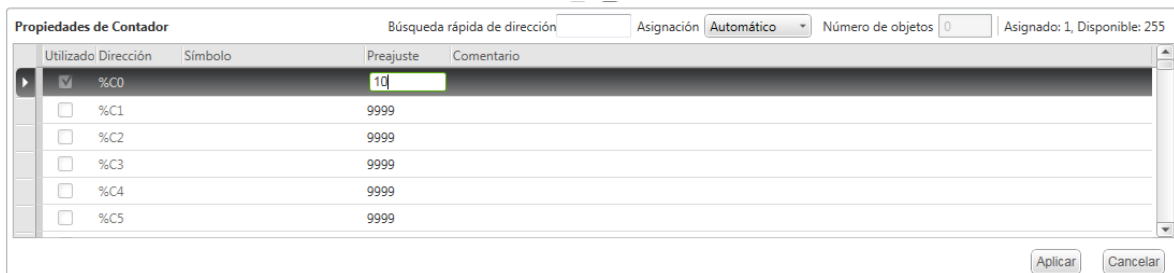 Propiedades de Contador Búsqueda rápida de dirección Asignación Automático Número de objetos 0 Asignado: 1, Disponible: 255
Utilizado Dirección Símbolo Preajuste Comentario
%C0 10
%C1 9999
%C2 9999
%C3 9999
%C4 9999
%C5 9999
Aplicar Cancelar